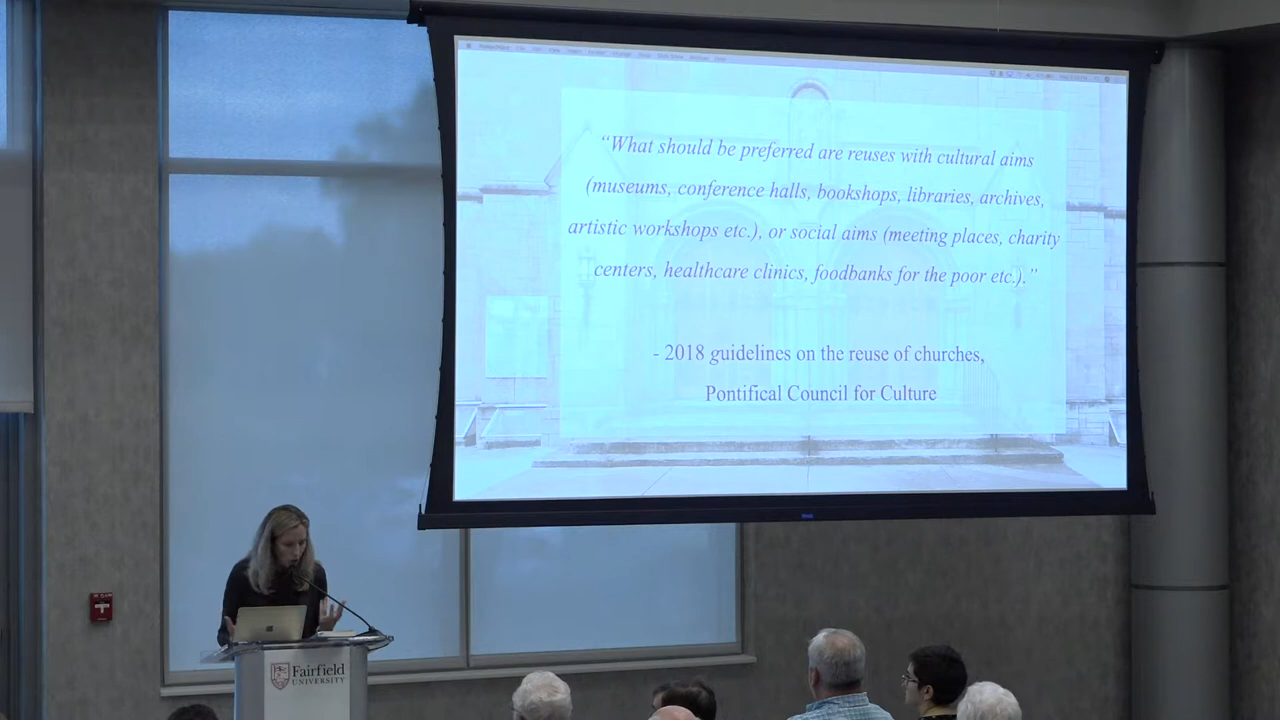 “What should be preferred are reuses with cultural aims
(museums, conference halls, bookshops, libraries, archives,
artistic workshops etc.), or social aims (meeting places, charity
centers, healthcare clinics, foodbanks for the poor etc.).”
- 2018 guidelines on the reuse of churches,
Pontifical Council for Culture
Fairfield
UNIVERSITY